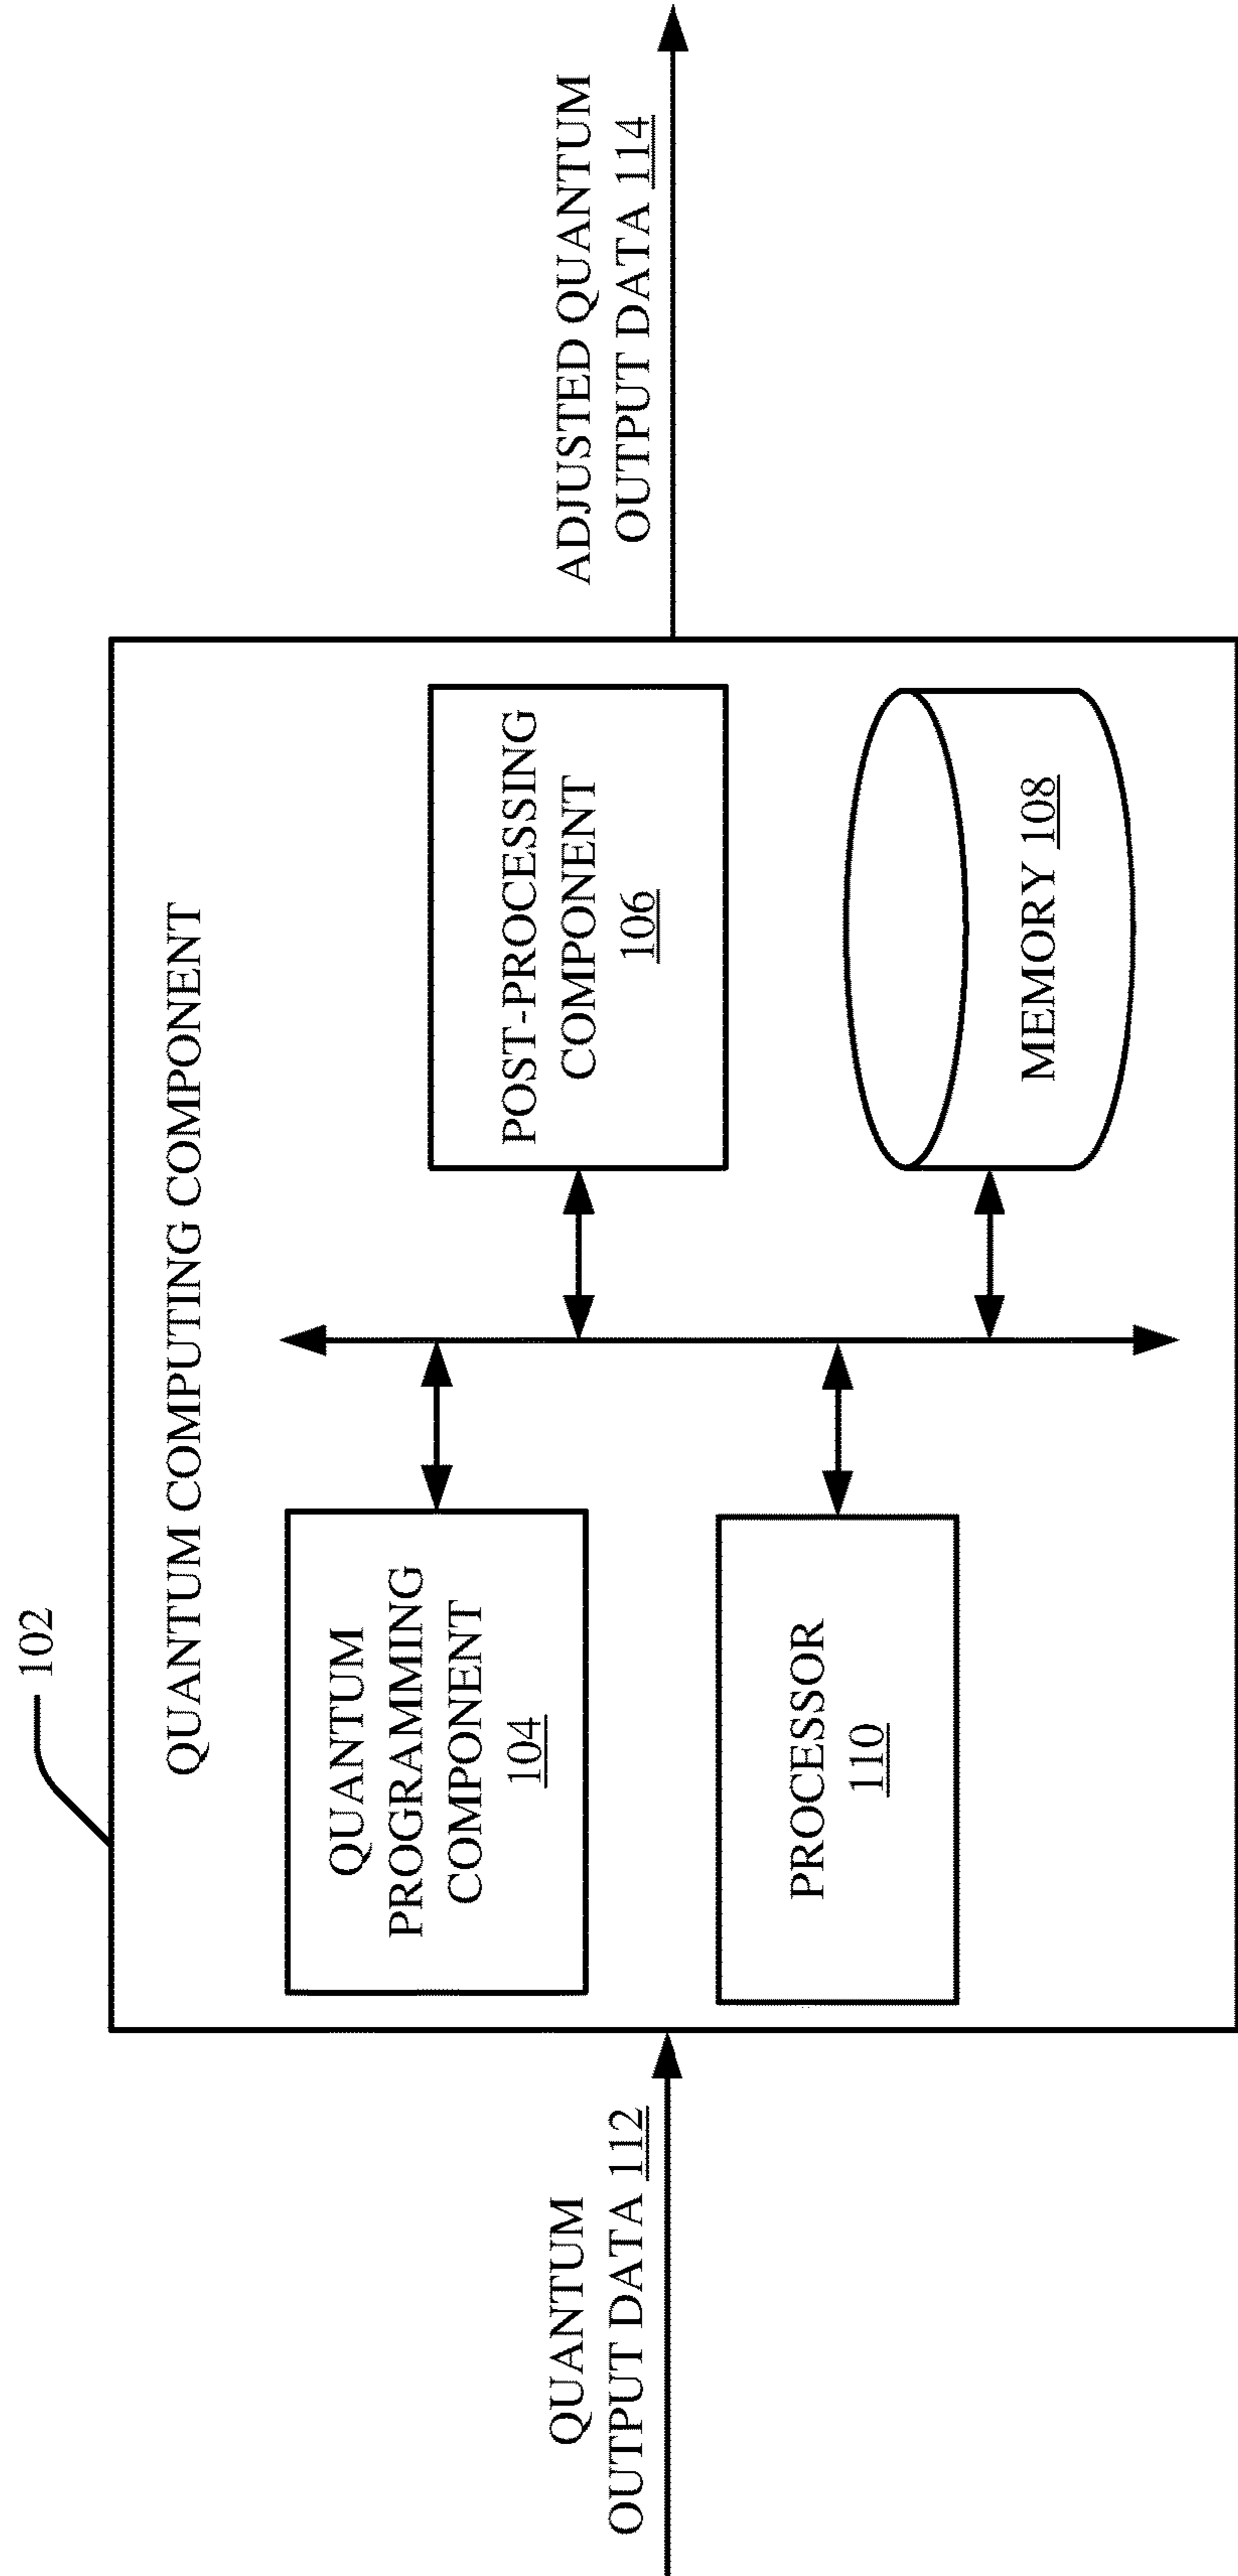 102
QUANTUM COMPUTING COMPONENT
QUANTUM
PROGRAMMING
COMPONENT
104
POST-PROCESSING
COMPONENT
106
PROCESSOR
110
MEMORY 108
QUANTUM
OUTPUT DATA 112
ADJUSTED QUANTUM
OUTPUT DATA 114